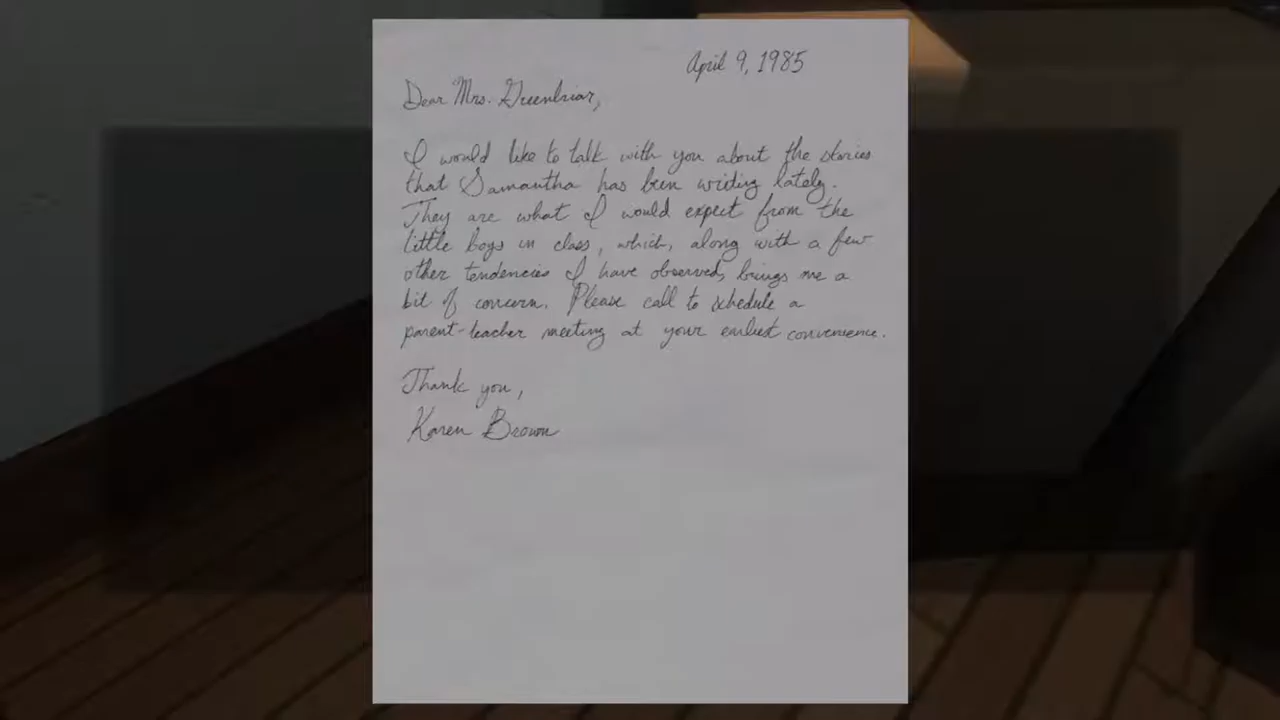 April 9, 1985
Dear Mrs. Greenbriar,
I would like to talk with you about the stories
that Samantha has been writing lately.
They are what I would expect from the
little boys in class, which, along with a few
other tendencies I have observed, brings me a
bit of concern. Please call to schedule a
parent-teacher meeting at your earliest convenience.
Thank you,
Karen Brown